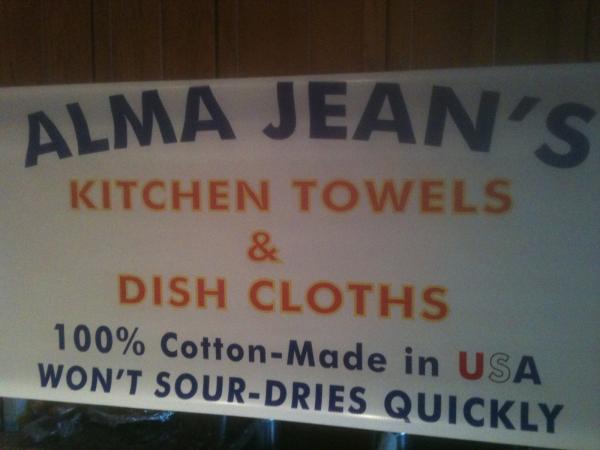 ALMA JEAN'S
KITCHEN TOWELS
&
DISH CLOTHS
100% Cotton-Made in USA
WON'T SOUR-DRIES QUICKLY